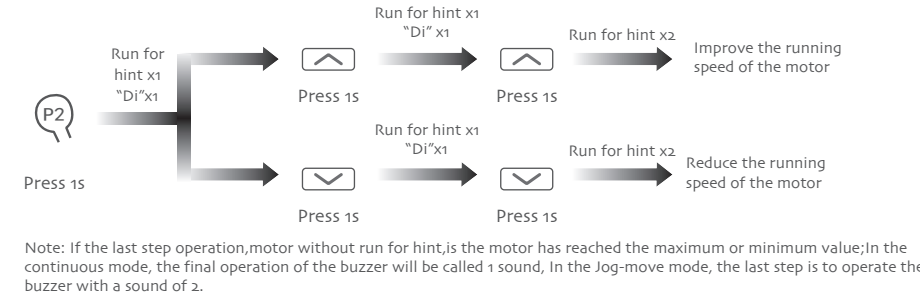 Run for hint x1
"Di" x1
Run for
hint x1
"Di"x1
Run for hint x2
Improve the running
speed of the motor
Press 1s
Press 1s
P2
Press 1s
Run for hint x1
"Di"x1
Run for hint x2
Reduce the running
speed of the motor
Press 1s
Press 1s
Note: If the last step operation,motor without run for hint,is the motor has reached the maximum or minimum value;In the
continuous mode, the final operation of the buzzer will be called 1 sound, In the Jog-move mode, the last step is to operate the
buzzer with a sound of 2.